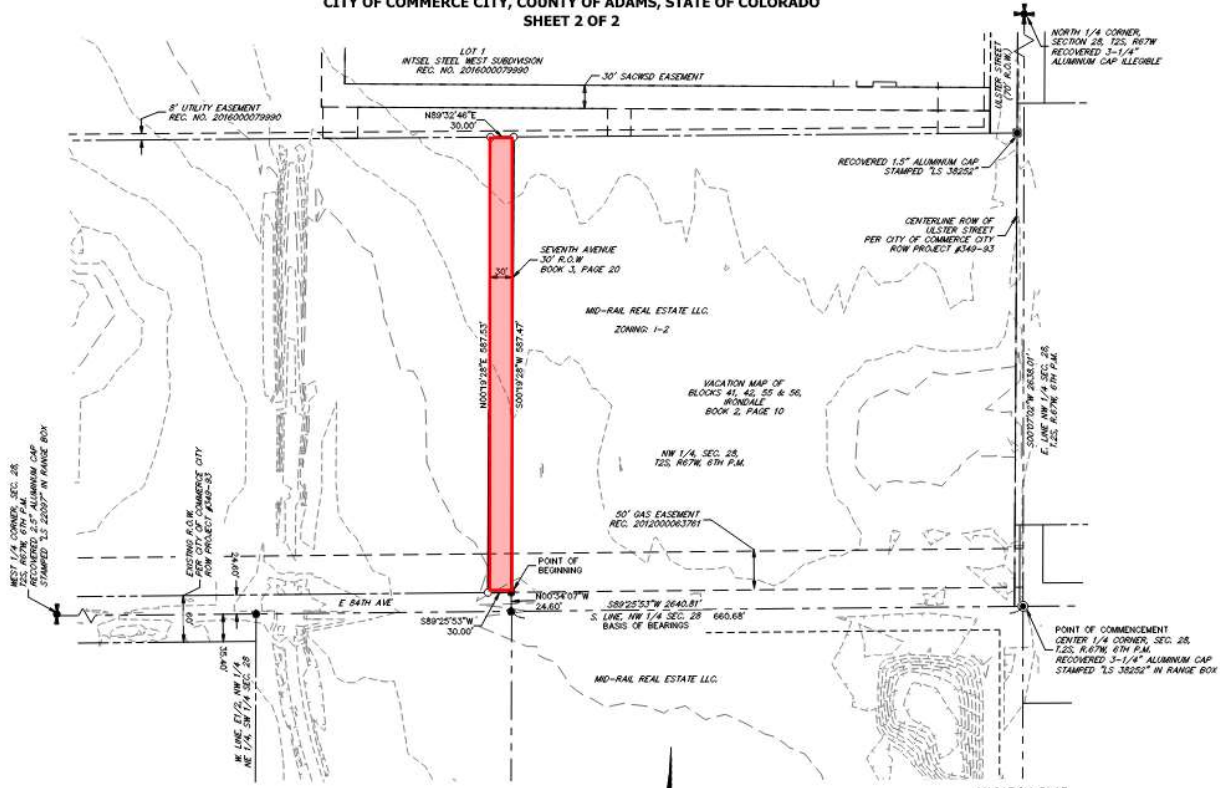 CITY OF COMMERCE CITY, COUNTY OF ADAMS, STATE OF COLORADO
SHEET 2 OF 2
NORTH 1/4 CORNER,
SECTION 28, T2S, R67W
RECOVERED 3-1/4"
ALUMINUM CAP ILLEGIBLE
LOT 1
INTSEL STEEL WEST SUBDIVISION
REC. NO. 2016000079990
30' SACWSD EASEMENT
ULSTER STREET
(70' R.O.W.)
8' UTILITY EASEMENT
REC. NO. 2016000079990
N89°32'46"E
30.00'
RECOVERED 1.5" ALUMINUM CAP
STAMPED "LS 38252"
CENTERLINE ROW OF
ULSTER STREET
PER CITY OF COMMERCE CITY
ROW PROJECT #349-93
SEVENTH AVENUE
30' R.O.W
BOOK 3, PAGE 20
30'
MID-RAIL REAL ESTATE LLC.
ZONING: I-2
N00°19'28"E 587.53'
S00°19'28"W 587.47'
VACATION MAP OF
BLOCKS 41, 42, 55 & 56,
IRONDALE
BOOK 2, PAGE 10
S00°07'02"W 2638.01'
E. LINE NW 1/4 SEC. 28,
T.2S, R.67W, 6TH P.M.
NW 1/4, SEC. 28,
T2S, R67W, 6TH P.M.
WEST 1/4 CORNER, SEC. 28,
T2S, R67W, 6TH P.M.
RECOVERED 2.5" ALUMINUM CAP
STAMPED "LS 22097" IN RANGE BOX
EXISTING R.O.W.
PER CITY OF COMMERCE CITY
ROW PROJECT #349-93
50' GAS EASEMENT
REC. 2012000063761
24.60'
POINT OF
BEGINNING
E 84TH AVE
60'
N00°34'07"W
24.60'
S89°25'53"W
30.00'
S89°25'53"W 2640.81'
S. LINE, NW 1/4 SEC. 28 660.68'
BASIS OF BEARINGS
35.40'
POINT OF COMMENCEMENT
CENTER 1/4 CORNER, SEC. 28,
T.2S, R.67W, 6TH P.M.
RECOVERED 3-1/4" ALUMINUM CAP
STAMPED "LS 38252" IN RANGE BOX
W. LINE, E1/2, NW 1/4
NE 1/4, SW 1/4 SEC. 28
MID-RAIL REAL ESTATE LLC.